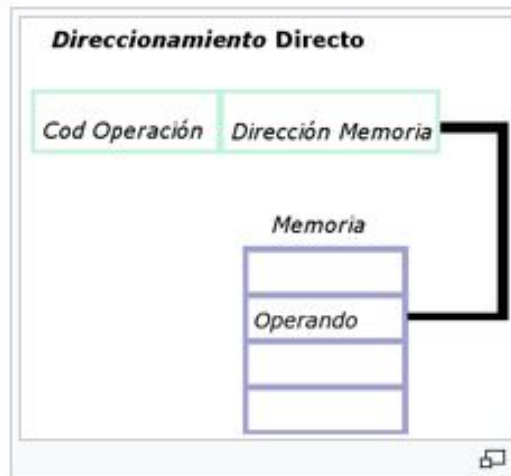 Direccionamiento Directo
Cod Operación Dirección Memoria
Memoria
Operando